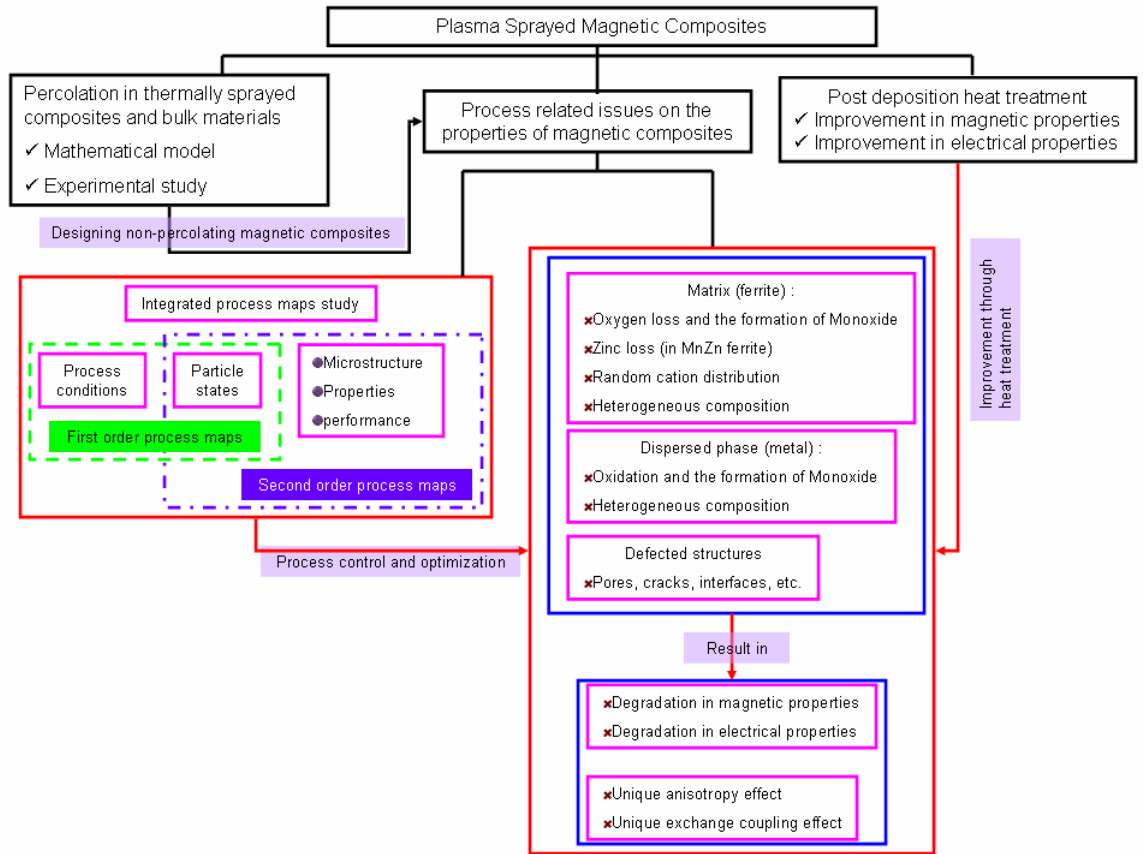 Plasma Sprayed Magnetic Composites
Percolation in thermally sprayed
composites and bulk materials
✓ Mathematical model
✓ Experimental study
Process related issues on the
properties of magnetic composites
Post deposition heat treatment
✓ Improvement in magnetic properties
✓ Improvement in electrical properties
Designing non-percolating magnetic composites
Integrated process maps study
Process
conditions
Particle
states
Microstructure
Properties
performance
First order process maps
Second order process maps
Process control and optimization
Matrix (ferrite) :
×Oxygen loss and the formation of Monoxide
×Zinc loss (in MnZn ferrite)
×Random cation distribution
×Heterogeneous composition
Dispersed phase (metal) :
×Oxidation and the formation of Monoxide
×Heterogeneous composition
Defected structures
×Pores, cracks, interfaces, etc.
Improvement through
heat treatment
Result in
×Degradation in magnetic properties
×Degradation in electrical properties
×Unique anisotropy effect
×Unique exchange coupling effect